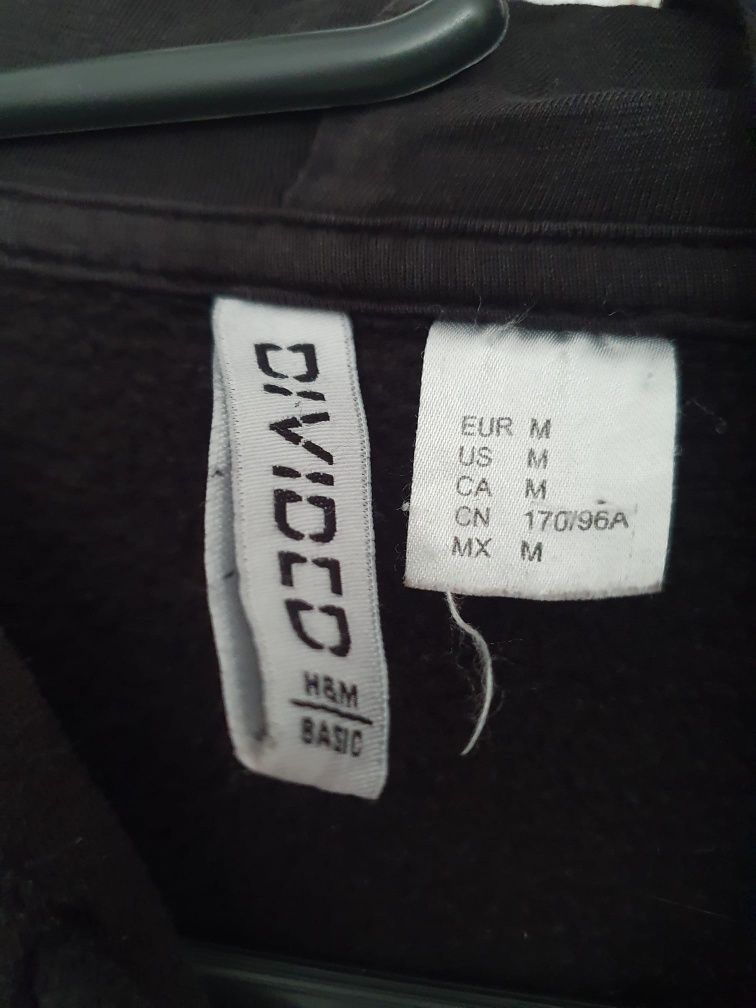 DIVIDED
H&M
BASIC
EUR M
US M
CA M
CN 170/96A
MX M